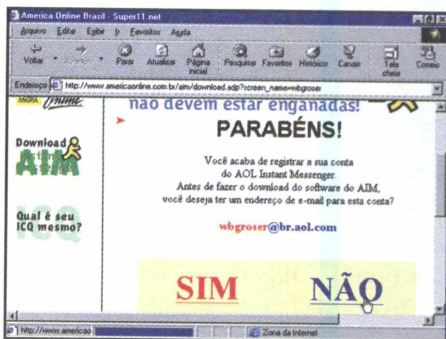 America Online Brasil - Super11.net
Arquivo Editar Exibir Ir Favoritos Ajuda
Voltar Avançar Parar Atualizar Página inicial Pesquisar Favoritos Histórico Canais Tela cheia Correio
Endereço http://www.americaonline.com.br/aim/download.adp?screen_name=wbgroser
Online
não devem estar enganadas!
PARABÉNS!
Download
AIM
Você acaba de registrar a sua conta
do AOL Instant Messenger.
Antes de fazer o download do software do AIM,
você deseja ter um endereço de e-mail para esta conta?
Qual é seu
ICQ mesmo?
wbgroser@br.aol.com
SIM NÃO
http://www.americao
Zona da Internet